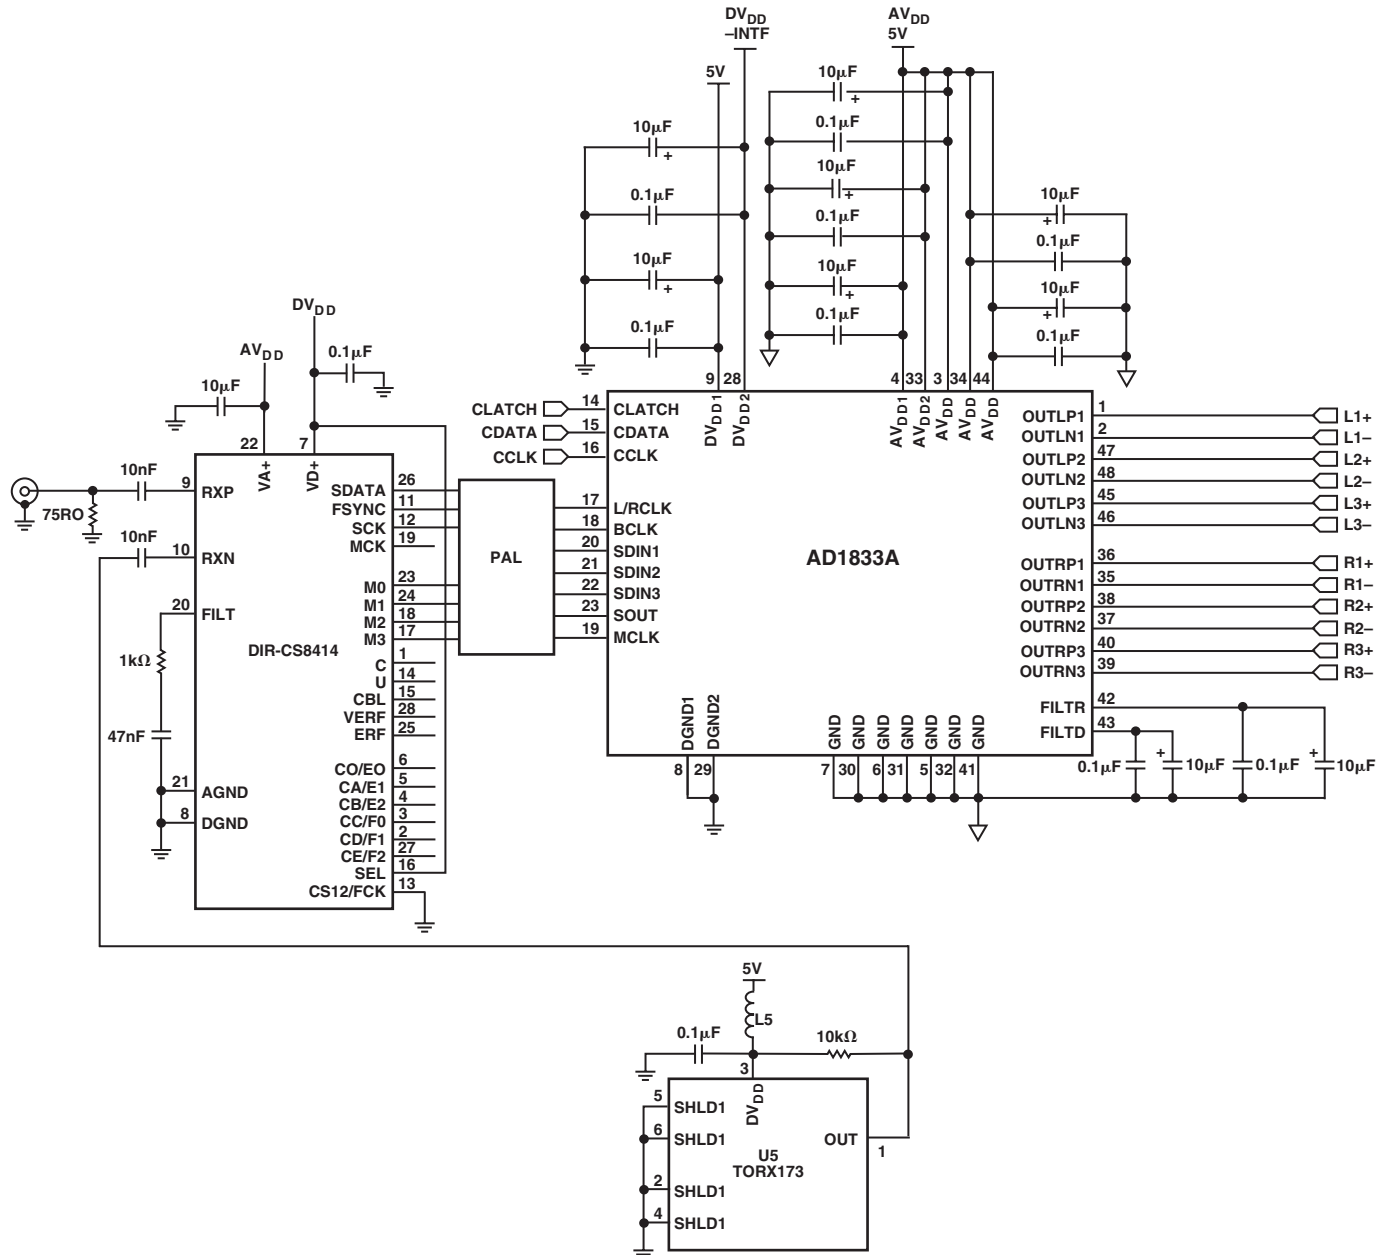 DVDD
–INTF
AVDD
5V
5V
10μF
10μF
0.1μF
10μF
0.1μF
0.1μF
10μF
10μF
0.1μF
0.1μF
10μF
0.1μF
10μF
10μF
0.1μF
0.1μF
DVDD
AVDD
0.1μF
10μF
22
7
VA+
VD+
9 28
4 33 3 34 44
DVDD1
DVDD2
AVDD1
AVDD2
AVDD
AVDD
AVDD
CLATCH 14 CLATCH
CDATA 15 CDATA
CCLK 16 CCLK
17 L/RCLK
18 BCLK
20 SDIN1
21 SDIN2
22 SDIN3
23 SOUT
19 MCLK
AD1833A
OUTLP1 1 L1+
OUTLN1 2 L1–
OUTLP2 47 L2+
OUTLN2 48 L2–
OUTLP3 45 L3+
OUTLN3 46 L3–
OUTRP1 36 R1+
OUTRN1 35 R1–
OUTRP2 38 R2+
OUTRN2 37 R2–
OUTRP3 40 R3+
OUTRN3 39 R3–
FILTR 42
FILTD 43
0.1μF
+
10μF
0.1μF
+
10μF
DGND1
DGND2
8 29
GND
GND
GND
GND
GND
GND
GND
7 30 6 31 5 32 41
10nF
9 RXP
75RO
10nF
10 RXN
20 FILT
1kΩ
47nF
21 AGND
8 DGND
DIR-CS8414
SDATA 26
FSYNC 11
SCK 12
MCK 19
M0 23
M1 24
M2 18
M3 17
C 1
U 14
CBL 15
VERF 28
ERF 25
CO/EO 6
CA/E1 5
CB/E2 4
CC/F0 3
CD/F1 2
CE/F2 27
SEL 16
CS12/FCK 13
PAL
5V
L5
0.1μF
10kΩ
3
DVDD
5 SHLD1
6 SHLD1
2 SHLD1
4 SHLD1
U5
TORX173
OUT
1